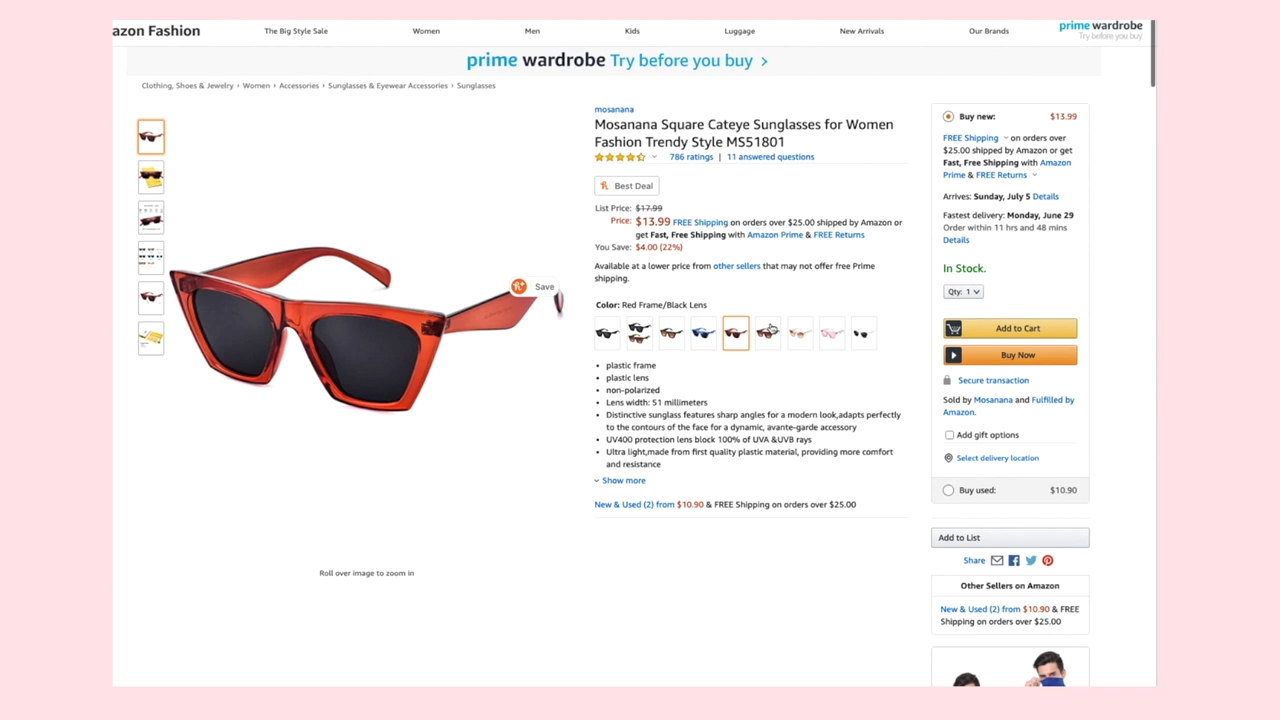 azon Fashion
The Big Style Sale
Women
Men
Kids
Luggage
New Arrivals
Our Brands
prime wardrobe
Try before you buy
prime wardrobe Try before you buy ›
Clothing, Shoes & Jewelry › Women › Accessories › Sunglasses & Eyewear Accessories › Sunglasses
mosanana
Mosanana Square Cateye Sunglasses for Women
Fashion Trendy Style MS51801
786 ratings | 11 answered questions
Best Deal
List Price: $17.99
Price: $13.99 FREE Shipping on orders over $25.00 shipped by Amazon or
get Fast, Free Shipping with Amazon Prime & FREE Returns
You Save: $4.00 (22%)
Available at a lower price from other sellers that may not offer free Prime
shipping.
Save
Color: Red Frame/Black Lens
• plastic frame
• plastic lens
• non-polarized
• Lens width: 51 millimeters
• Distinctive sunglass features sharp angles for a modern look,adapts perfectly
to the contours of the face for a dynamic, avante-garde accessory
• UV400 protection lens block 100% of UVA &UVB rays
• Ultra light,made from first quality plastic material, providing more comfort
and resistance
Show more
New & Used (2) from $10.90 & FREE Shipping on orders over $25.00
Roll over image to zoom in
Buy new: $13.99
FREE Shipping on orders over
$25.00 shipped by Amazon or get
Fast, Free Shipping with Amazon
Prime & FREE Returns
Arrives: Sunday, July 5 Details
Fastest delivery: Monday, June 29
Order within 11 hrs and 48 mins
Details
In Stock.
Qty: 1
Add to Cart
Buy Now
Secure transaction
Sold by Mosanana and Fulfilled by
Amazon.
Add gift options
Select delivery location
Buy used: $10.90
Add to List
Share
Other Sellers on Amazon
New & Used (2) from $10.90 & FREE
Shipping on orders over $25.00